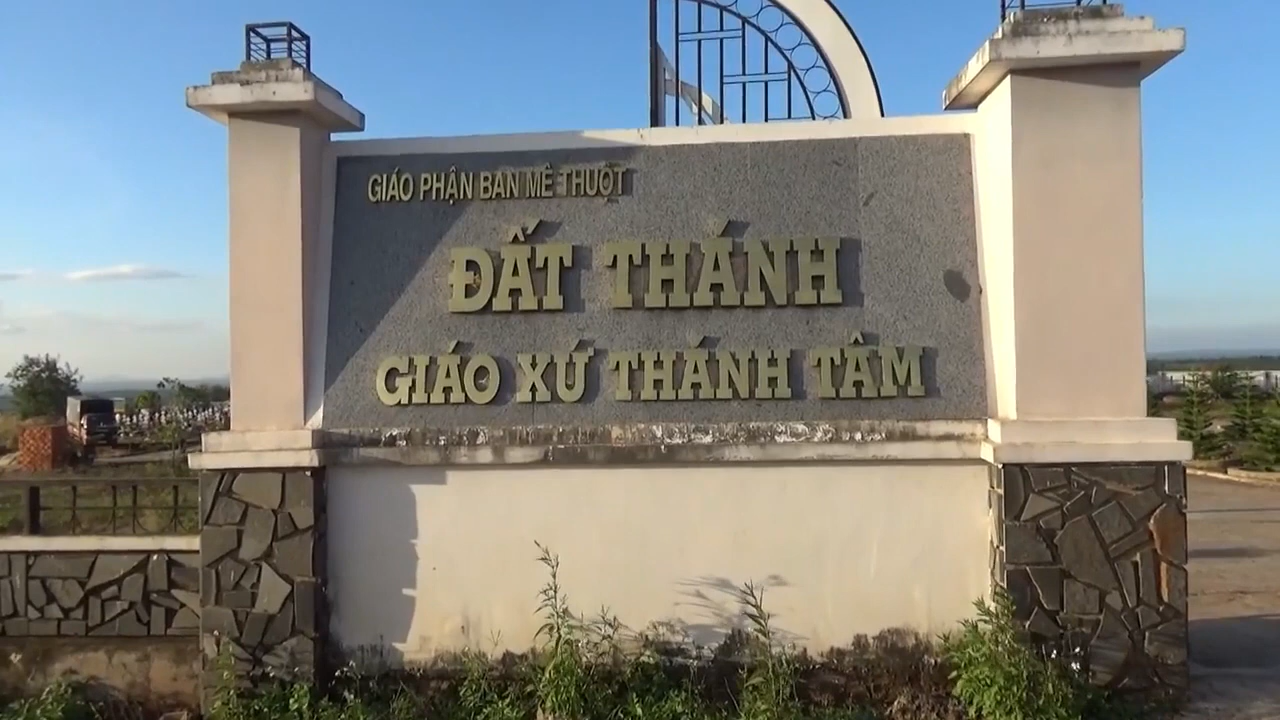 GIÁO PHẬN BAN MÊ THUỘT
ĐẤT THÁNH
GIÁO XỨ THÁNH TÂM